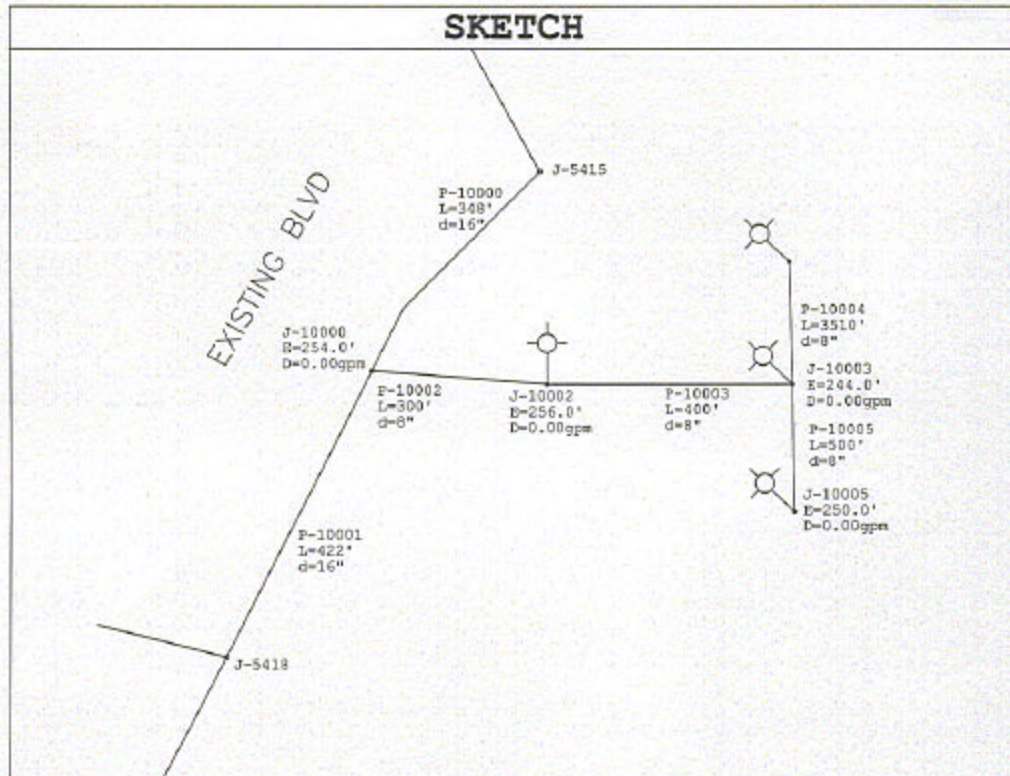 SKETCH
J-5415
P-10000
L=348'
d=16"
EXISTING BLVD
J-10000
E=254.0'
D=0.00gpm
P-10002
L=300'
d=8"
J-10002
E=256.0'
D=0.00gpm
P-10003
L=400'
d=8"
P-10004
L=3510'
d=8"
J-10003
E=244.0'
D=0.00gpm
P-10005
L=500'
d=8"
J-10005
E=250.0'
D=0.00gpm
P-10001
L=422'
d=16"
J-5418